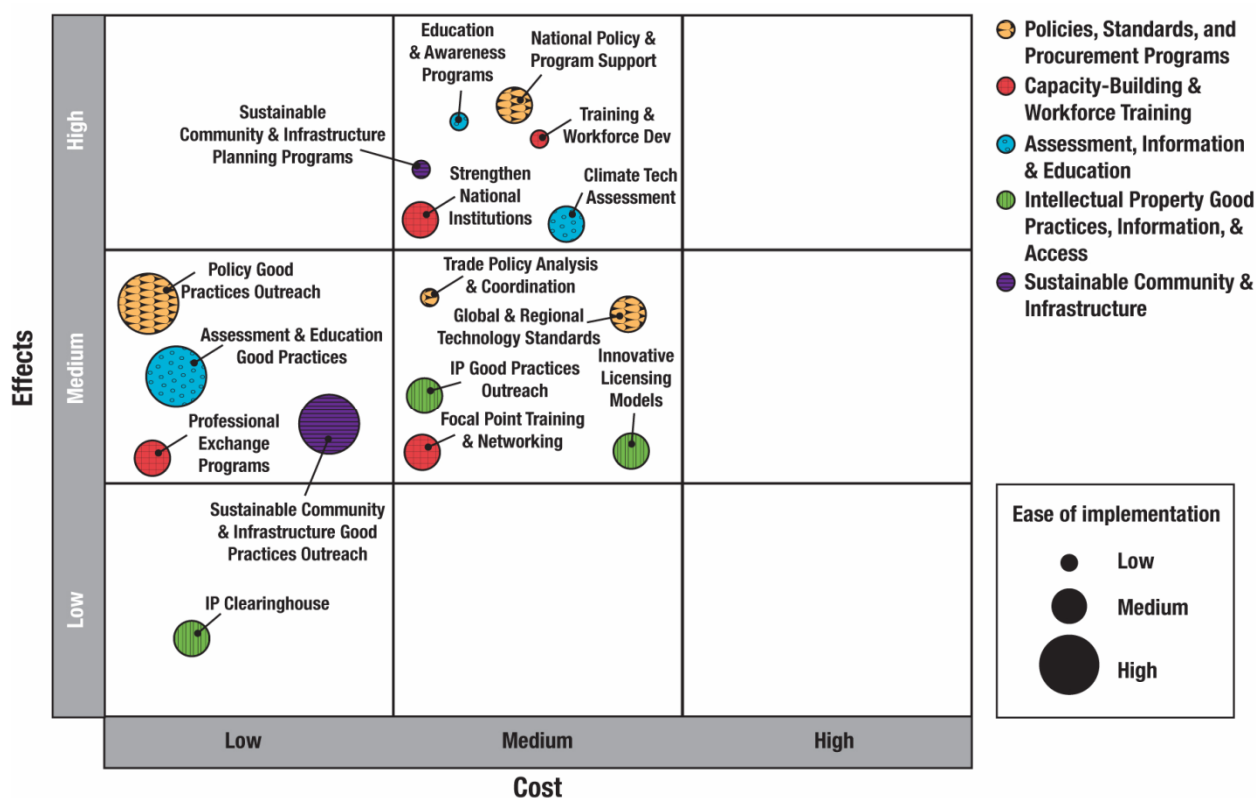 Effects
High
Medium
Low
Education
& Awareness
Programs
National Policy &
Program Support
Sustainable
Community & Infrastructure
Planning Programs
Training &
Workforce Dev
Strengthen
National
Institutions
Climate Tech
Assessment
Policy Good
Practices Outreach
Assessment & Education
Good Practices
Professional
Exchange
Programs
Sustainable Community
& Infrastructure Good
Practices Outreach
Trade Policy Analysis
& Coordination
Global & Regional
Technology Standards
IP Good Practices
Outreach
Innovative
Licensing
Models
Focal Point Training
& Networking
IP Clearinghouse
Low
Medium
High
Cost
Policies, Standards, and
Procurement Programs
Capacity-Building &
Workforce Training
Assessment, Information
& Education
Intellectual Property Good
Practices, Information, &
Access
Sustainable Community &
Infrastructure
Ease of implementation
Low
Medium
High